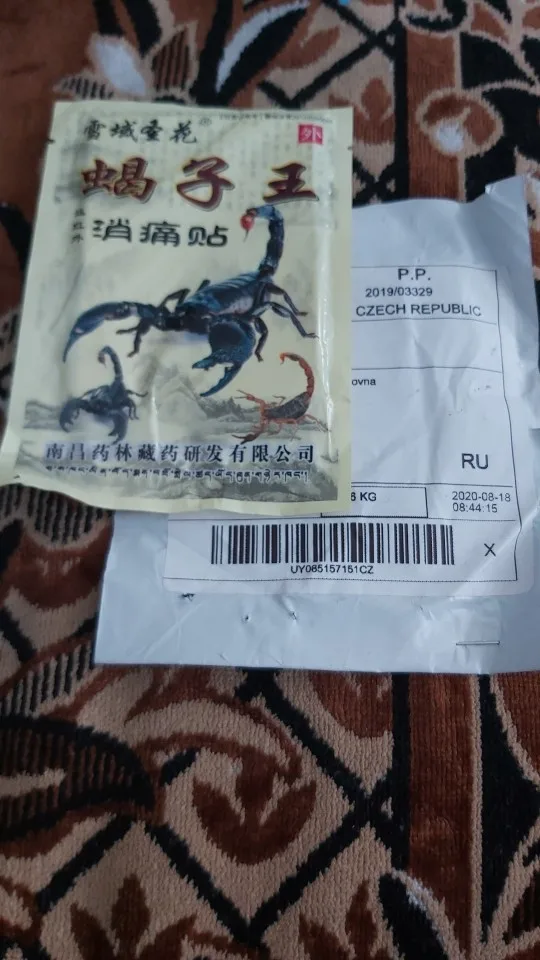 雪域圣花®
外
蝎子王
消痛贴
南昌药林藏药研发有限公司
P.P.
2019/03329
CZECH REPUBLIC
ovna
RU
8 KG
2020-08-18
08:44:15
UY065157151CZ
X